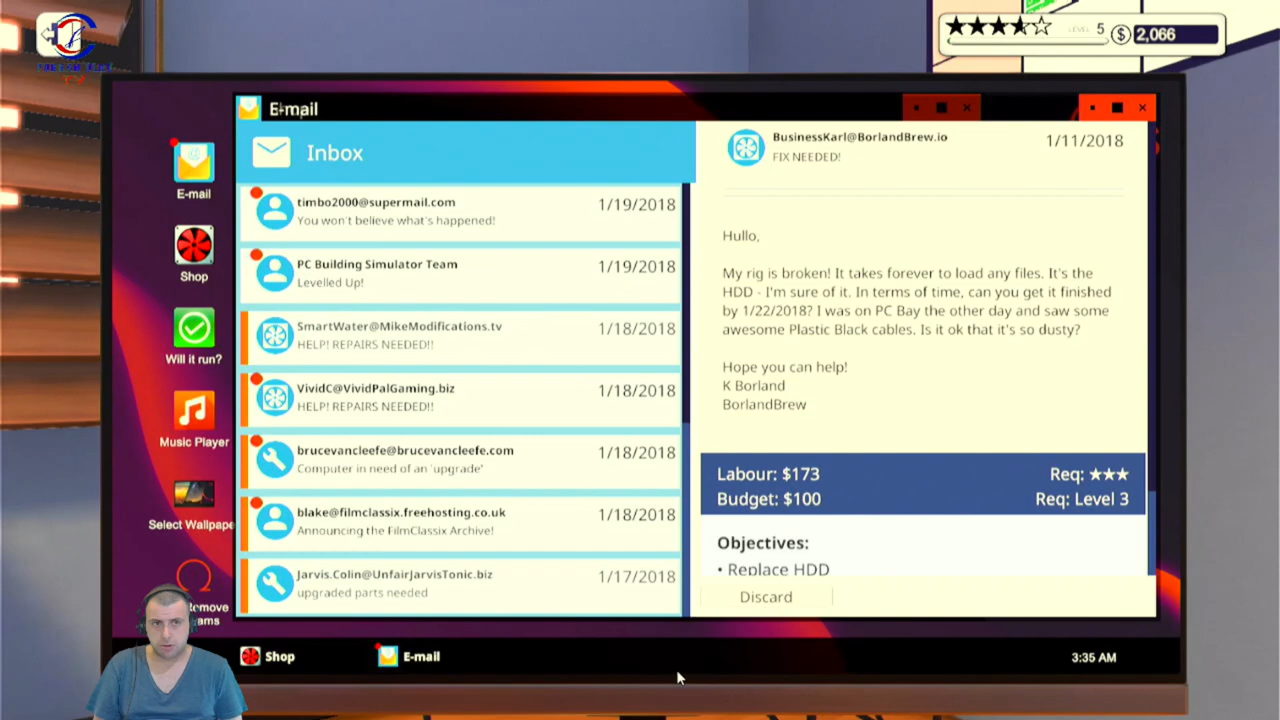 LEVEL 5 $ 2,066
E-mail
Inbox
BusinessKarl@BorlandBrew.io 1/11/2018
FIX NEEDED!
timbo2000@supermail.com 1/19/2018
You won't believe what's happened!
PC Building Simulator Team 1/19/2018
Levelled Up!
SmartWater@MikeModifications.tv 1/18/2018
HELP! REPAIRS NEEDED!!
VividC@VividPalGaming.biz 1/18/2018
HELP! REPAIRS NEEDED!!
brucevancleefe@brucevancleefe.com 1/18/2018
Computer in need of an 'upgrade'
blake@filmclassix.freehosting.co.uk 1/18/2018
Announcing the FilmClassix Archive!
Jarvis.Colin@UnfairJarvisTonic.biz 1/17/2018
upgraded parts needed
Hullo,
My rig is broken! It takes forever to load any files. It's the
HDD - I'm sure of it. In terms of time, can you get it finished
by 1/22/2018? I was on PC Bay the other day and saw some
awesome Plastic Black cables. Is it ok that it's so dusty?
Hope you can help!
K Borland
BorlandBrew
Labour: $173 Req: ★★★
Budget: $100 Req: Level 3
Objectives:
• Replace HDD
Discard
E-mail
Shop
Will it run?
Music Player
Select Wallpape
Shop E-mail 3:35 AM